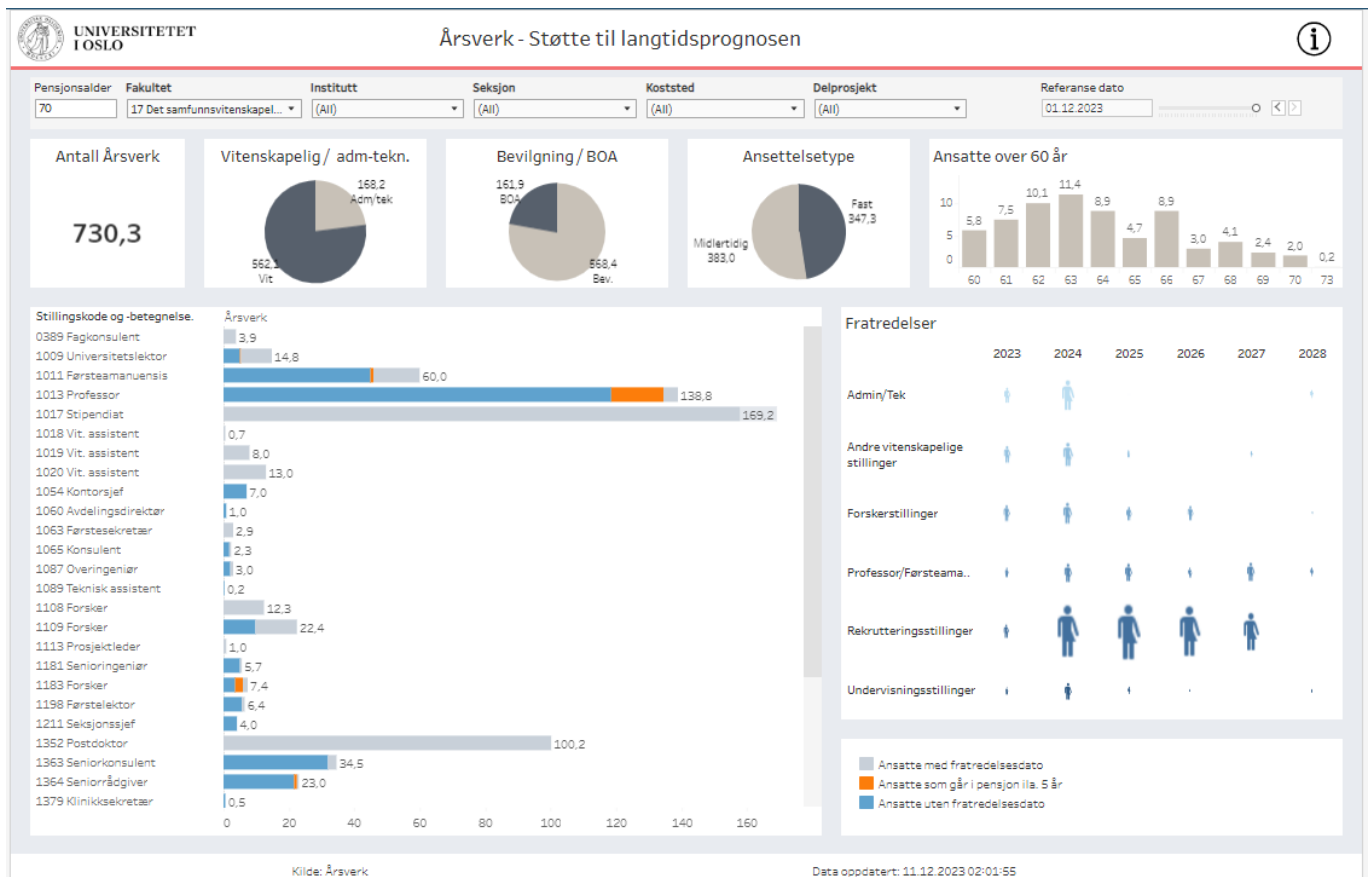 UNIVERSITETET
I OSLO
Årsverk - Støtte til langtidsprognosen
Pensjonsalder Fakultet Institutt Seksjon Koststed Delprosjekt Referanse dato
70 17 Det samfunnsvitenskapel... (All) (All) (All) (All) 01.12.2023
Antall Årsverk
730,3
Vitenskapelig / adm-tekn.
168,2
Adm/tek
562,1
Vit
Bevilgning / BOA
161,9
BOA
568,4
Bev.
Ansettelsetype
Fast
347,3
Midlertidig
383,0
Ansatte over 60 år
10
5
0
5,8 7,5 10,1 11,4 8,9 4,7 8,9 3,0 4,1 2,4 2,0 0,2
60 61 62 63 64 65 66 67 68 69 70 73
Stillingskode og -betegnelse. Årsverk
0389 Fagkonsulent 3,9
1009 Universitetslektor 14,8
1011 Førsteamanuensis 60,0
1013 Professor 138,8
1017 Stipendiat 169,2
1018 Vit. assistent 0,7
1019 Vit. assistent 8,0
1020 Vit. assistent 13,0
1054 Kontorsjef 7,0
1060 Avdelingsdirektør 1,0
1063 Førstesekretær 2,9
1065 Konsulent 2,3
1087 Overingeniør 3,0
1089 Teknisk assistent 0,2
1108 Forsker 12,3
1109 Forsker 22,4
1113 Prosjektleder 1,0
1181 Senioringeniør 5,7
1183 Forsker 7,4
1198 Førstelektor 6,4
1211 Seksjonssjef 4,0
1352 Postdoktor 100,2
1363 Seniorkonsulent 34,5
1364 Seniorrådgiver 23,0
1379 Klinikksekretær 0,5
0 20 40 60 80 100 120 140 160
Fratredelser
2023 2024 2025 2026 2027 2028
Admin/Tek
Andre vitenskapelige
stillinger
Forskerstillinger
Professor/Førsteama..
Rekrutteringsstillinger
Undervisningsstillinger
Ansatte med fratredelsesdato
Ansatte som går i pensjon ila. 5 år
Ansatte uten fratredelsesdato
Kilde: Årsverk
Data oppdatert: 11.12.2023 02:01:55